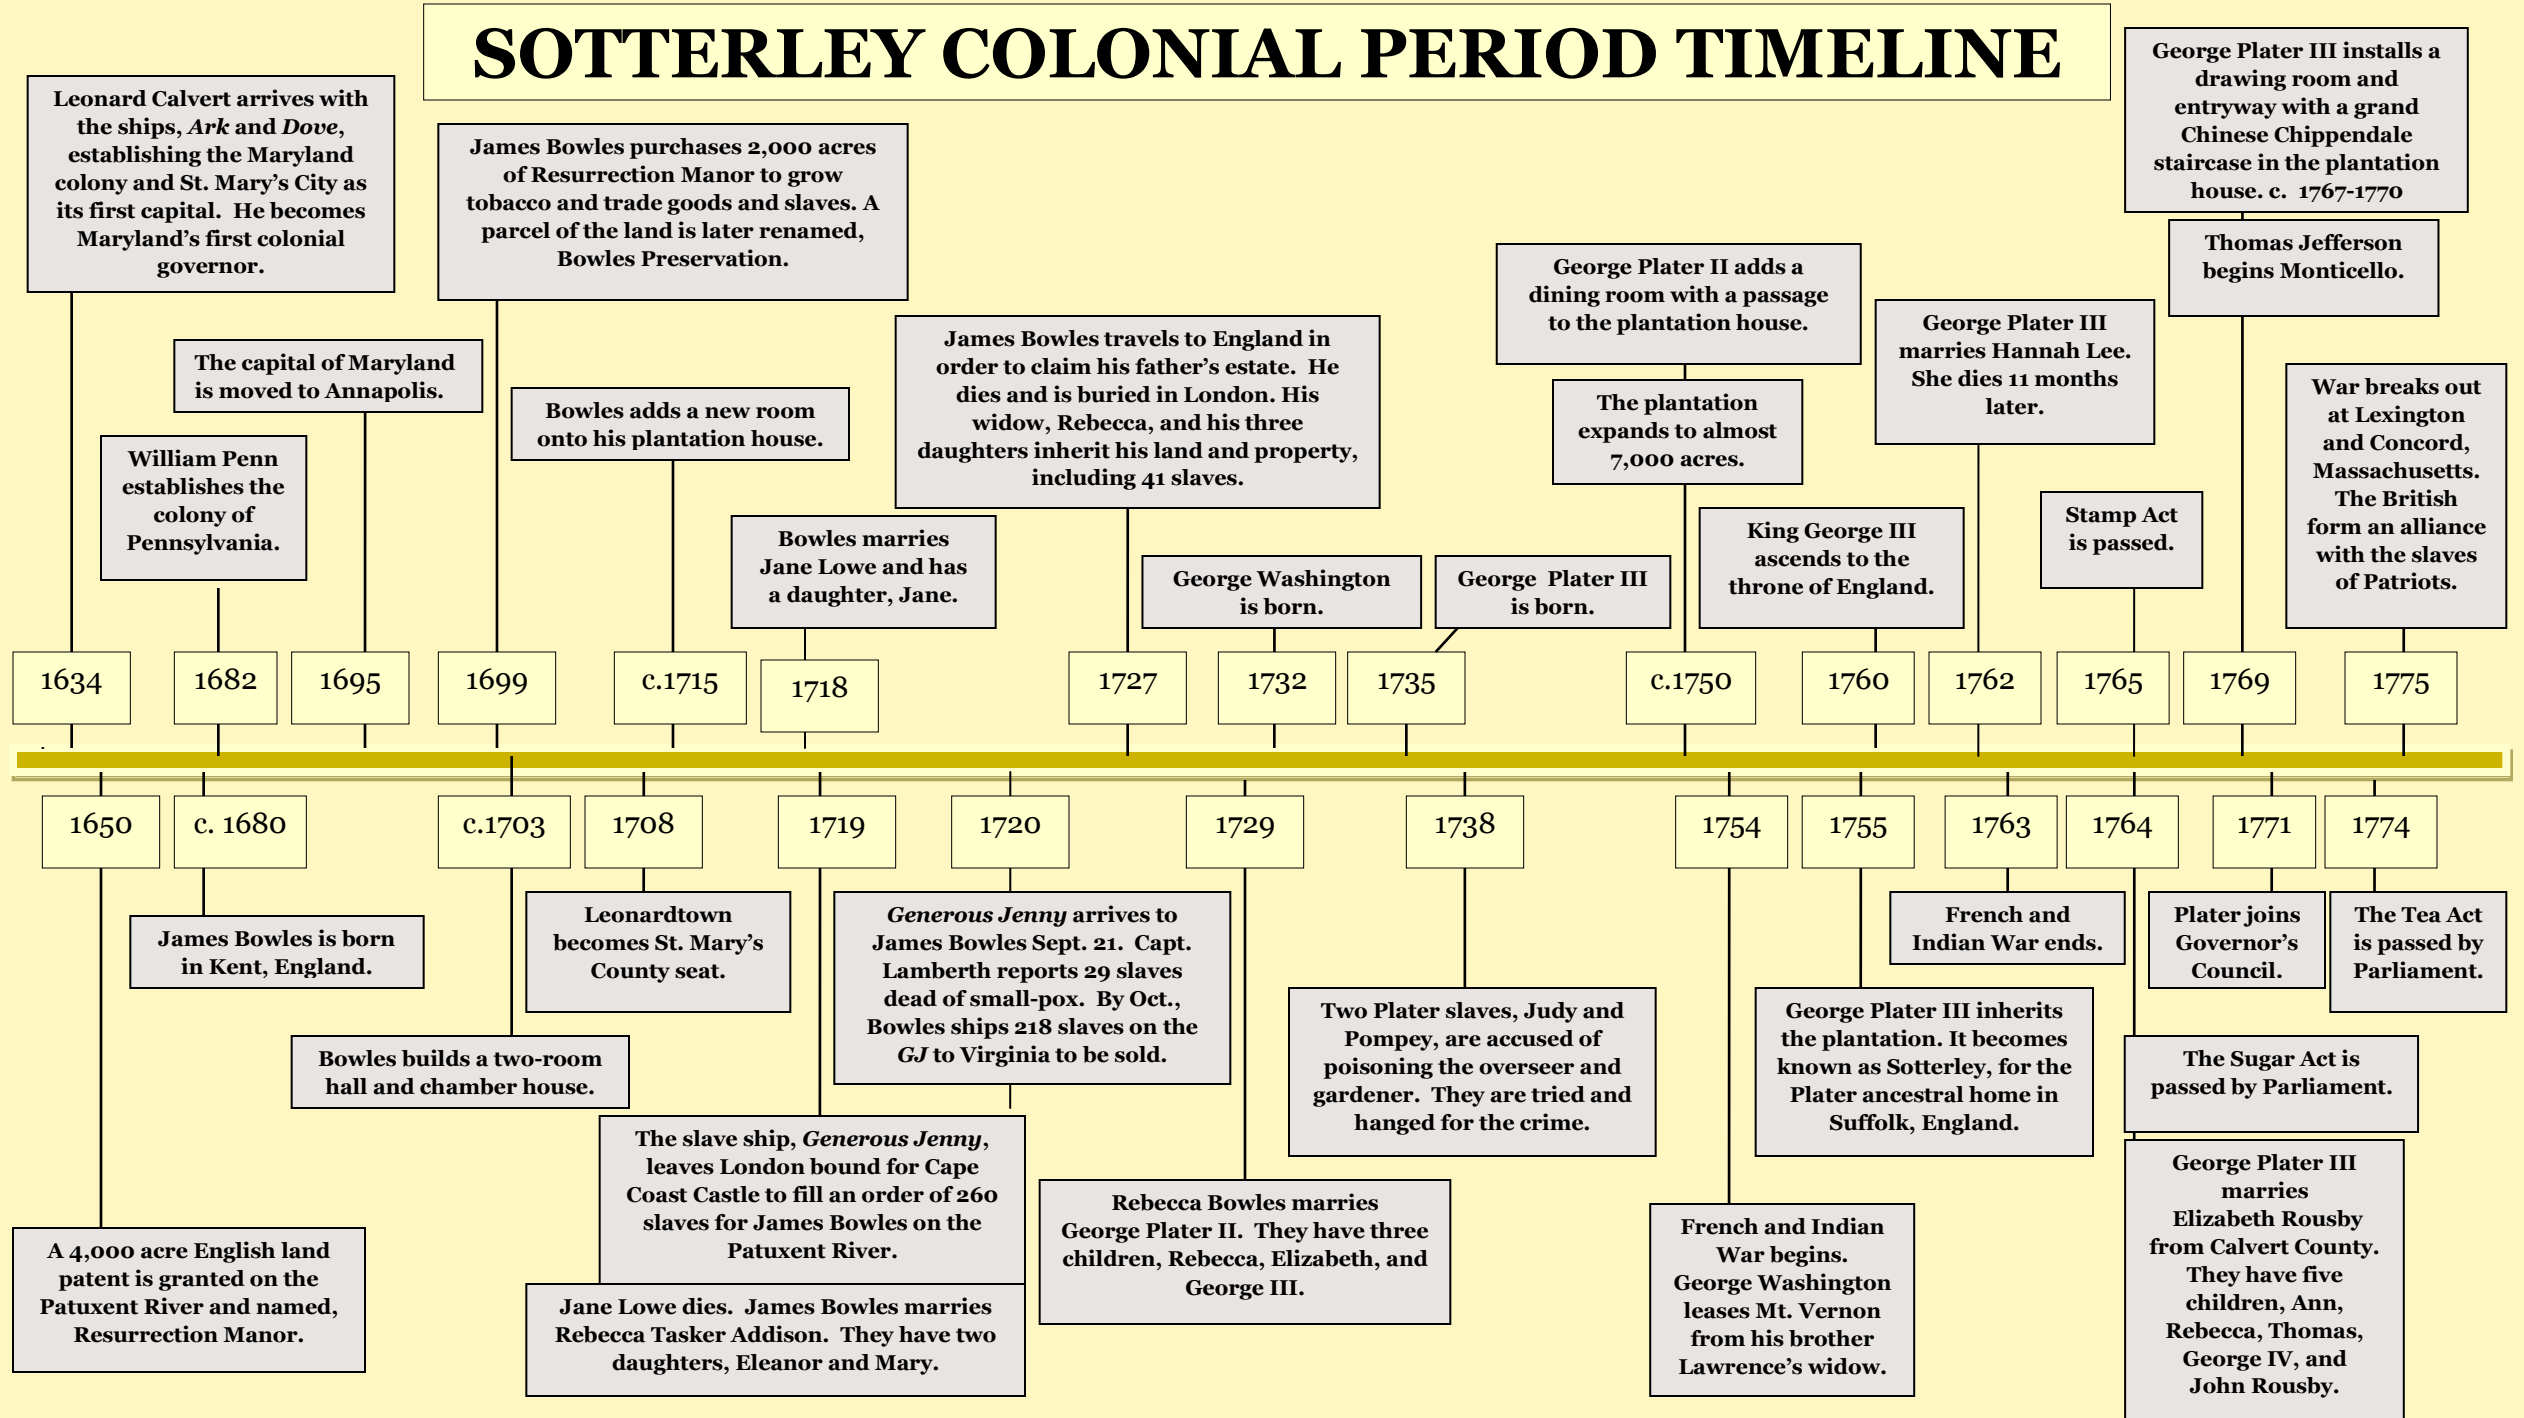 SOTTERLEY COLONIAL PERIOD TIMELINE
Leonard Calvert arrives with
the ships, Ark and Dove,
establishing the Maryland
colony and St. Mary's City as
its first capital.  He becomes
Maryland's first colonial
governor.
The capital of Maryland
is moved to Annapolis.
William Penn
establishes the
colony of
Pennsylvania.
James Bowles purchases 2,000 acres
of Resurrection Manor to grow
tobacco and trade goods and slaves. A
parcel of the land is later renamed,
Bowles Preservation.
Bowles adds a new room
onto his plantation house.
Bowles marries
Jane Lowe and has
a daughter, Jane.
James Bowles travels to England in
order to claim his father's estate.  He
dies and is buried in London. His
widow, Rebecca, and his three
daughters inherit his land and property,
including 41 slaves.
George Washington
is born.
George  Plater III
is born.
George Plater II adds a
dining room with a passage
to the plantation house.
The plantation
expands to almost
7,000 acres.
King George III
ascends to the
throne of England.
George Plater III
marries Hannah Lee.
She dies 11 months
later.
Stamp Act
is passed.
George Plater III installs a
drawing room and
entryway with a grand
Chinese Chippendale
staircase in the plantation
house. c.  1767-1770
Thomas Jefferson
begins Monticello.
War breaks out
at Lexington
and Concord,
Massachusetts.
The British
form an alliance
with the slaves
of Patriots.
1634
1682
1695
1699
c.1715
1718
1727
1732
1735
c.1750
1760
1762
1765
1769
1775
1650
c. 1680
c.1703
1708
1719
1720
1729
1738
1754
1755
1763
1764
1771
1774
A 4,000 acre English land
patent is granted on the
Patuxent River and named,
Resurrection Manor.
James Bowles is born
in Kent, England.
Bowles builds a two-room
hall and chamber house.
Leonardtown
becomes St. Mary's
County seat.
The slave ship, Generous Jenny,
leaves London bound for Cape
Coast Castle to fill an order of 260
slaves for James Bowles on the
Patuxent River.
Jane Lowe dies.  James Bowles marries
Rebecca Tasker Addison.  They have two
daughters, Eleanor and Mary.
Generous Jenny arrives to
James Bowles Sept. 21.  Capt.
Lamberth reports 29 slaves
dead of small-pox.  By Oct.,
Bowles ships 218 slaves on the
GJ to Virginia to be sold.
Rebecca Bowles marries
George Plater II.  They have three
children, Rebecca, Elizabeth, and
George III.
Two Plater slaves, Judy and
Pompey, are accused of
poisoning the overseer and
gardener.  They are tried and
hanged for the crime.
French and Indian
War begins.
George Washington
leases Mt. Vernon
from his brother
Lawrence's widow.
George Plater III inherits
the plantation. It becomes
known as Sotterley, for the
Plater ancestral home in
Suffolk, England.
French and
Indian War ends.
The Sugar Act is
passed by Parliament.
George Plater III
marries
Elizabeth Rousby
from Calvert County.
They have five
children, Ann,
Rebecca, Thomas,
George IV, and
John Rousby.
Plater joins
Governor's
Council.
The Tea Act
is passed by
Parliament.